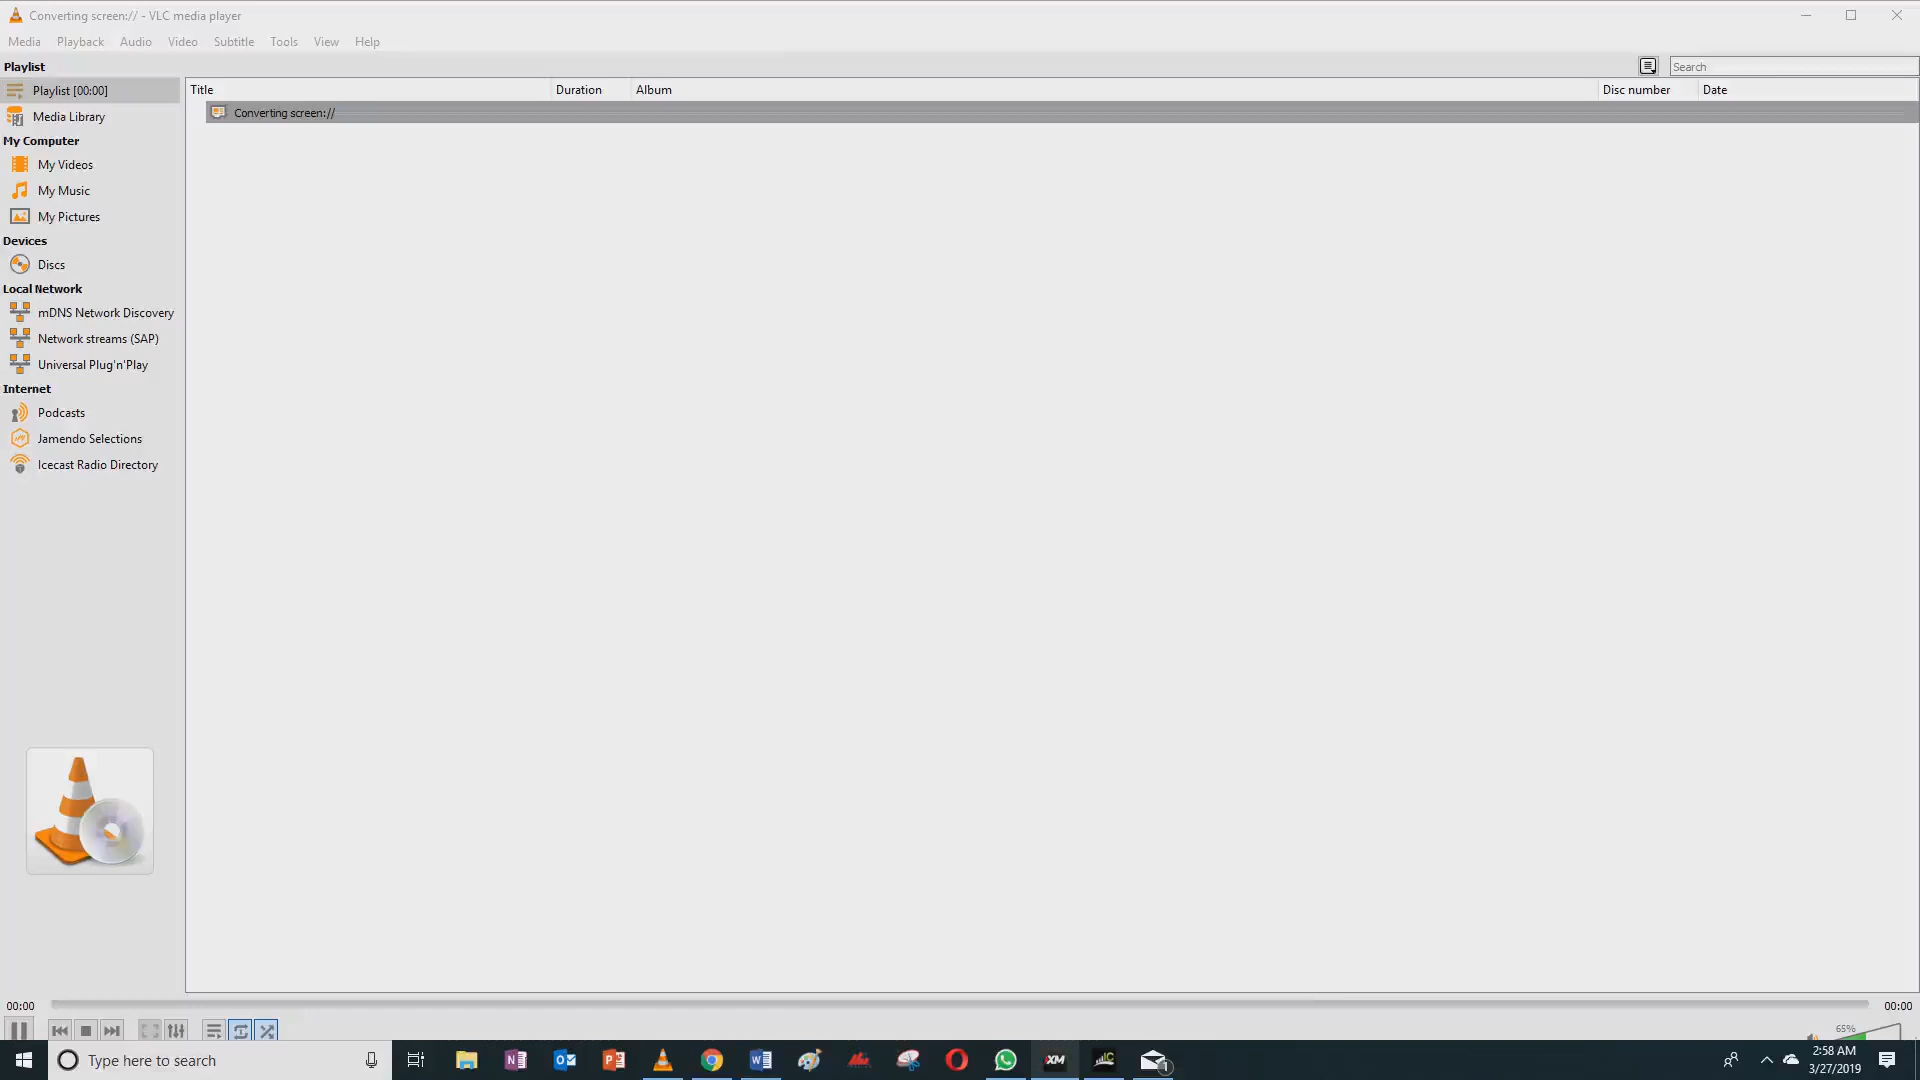 Converting screen:// - VLC media player
Media Playback Audio Video Subtitle Tools View Help
Playlist
Search
Playlist [00:00]
Title Duration Album Disc number Date
Converting screen://
Media Library
My Computer
My Videos
My Music
My Pictures
Devices
Discs
Local Network
mDNS Network Discovery
Network streams (SAP)
Universal Plug'n'Play
Internet
Podcasts
Jamendo Selections
Icecast Radio Directory
00:00 00:00
65%
Type here to search
XM
IC
1
2:58 AM
3/27/2019